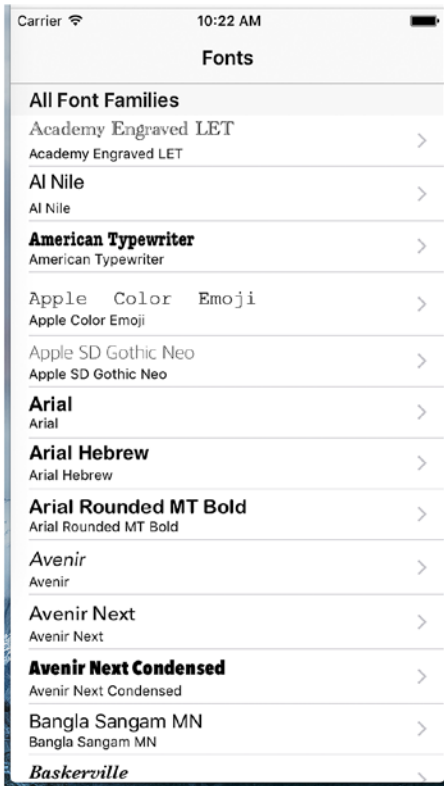 Carrier 10:22 AM
Fonts
All Font Families
Academy Engraved LET
Academy Engraved LET
Al Nile
Al Nile
American Typewriter
American Typewriter
Apple Color Emoji
Apple Color Emoji
Apple SD Gothic Neo
Apple SD Gothic Neo
Arial
Arial
Arial Hebrew
Arial Hebrew
Arial Rounded MT Bold
Arial Rounded MT Bold
Avenir
Avenir
Avenir Next
Avenir Next
Avenir Next Condensed
Avenir Next Condensed
Bangla Sangam MN
Bangla Sangam MN
Baskerville